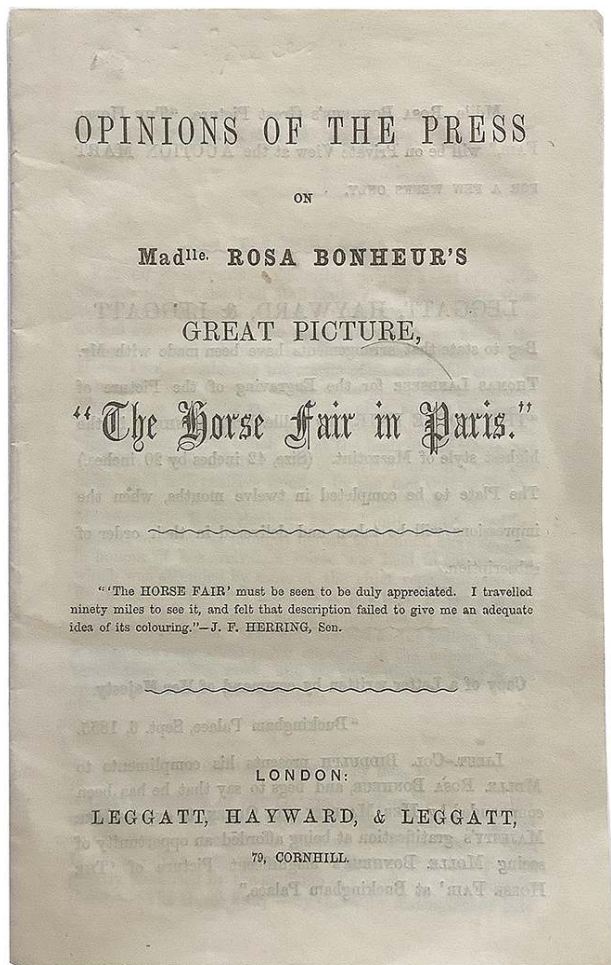 OPINIONS OF THE PRESS
ON
Madlle. ROSA BONHEUR'S
GREAT PICTURE,
“The Horse Fair in Paris.”
“‘The HORSE FAIR’ must be seen to be duly appreciated. I travelled
ninety miles to see it, and felt that description failed to give me an adequate
idea of its colouring.”—J. F. HERRING, Sen.
LONDON:
LEGGATT, HAYWARD, & LEGGATT,
79, CORNHILL.